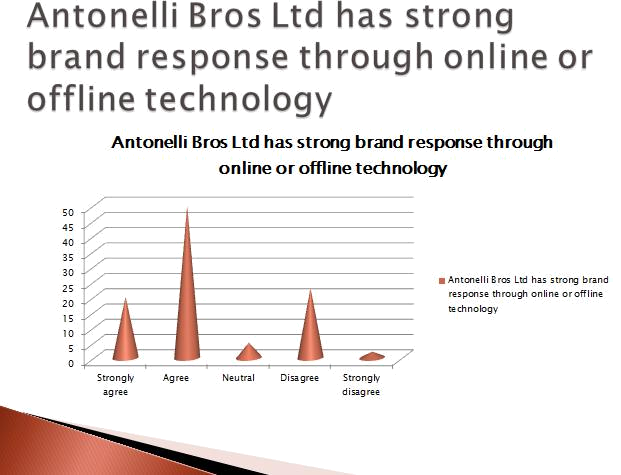 Antonelli Bros Ltd has strong
brand response through online or
offline technology
Antonelli Bros Ltd has strong brand response through
online or offline technology
50
45
40
35
30
25
20
15
10
5
0
Strongly agree
Agree
Neutral
Disagree
Strongly disagree
Antonelli Bros Ltd has strong brand
response through online or offline
technology